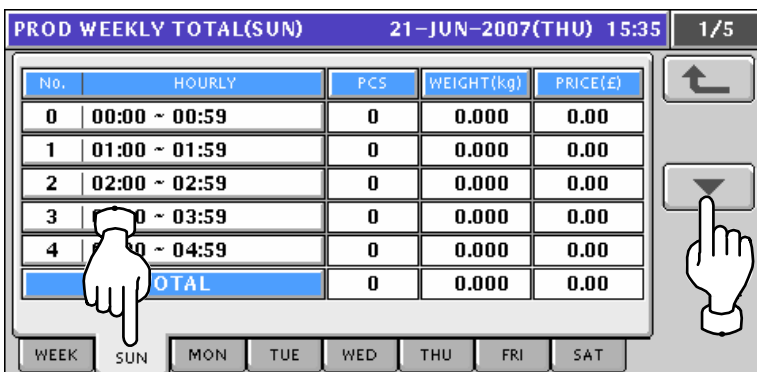 PROD WEEKLY TOTAL(SUN) 21-JUN-2007(THU) 15:35 1/5
No. HOURLY PCS WEIGHT(kg) PRICE(£)
0 00:00 ~ 00:59 0 0.000 0.00
1 01:00 ~ 01:59 0 0.000 0.00
2 02:00 ~ 02:59 0 0.000 0.00
3 ~ 03:59 0 0.000 0.00
4 ~ 04:59 0 0.000 0.00
TOTAL 0 0.000 0.00
WEEK SUN MON TUE WED THU FRI SAT